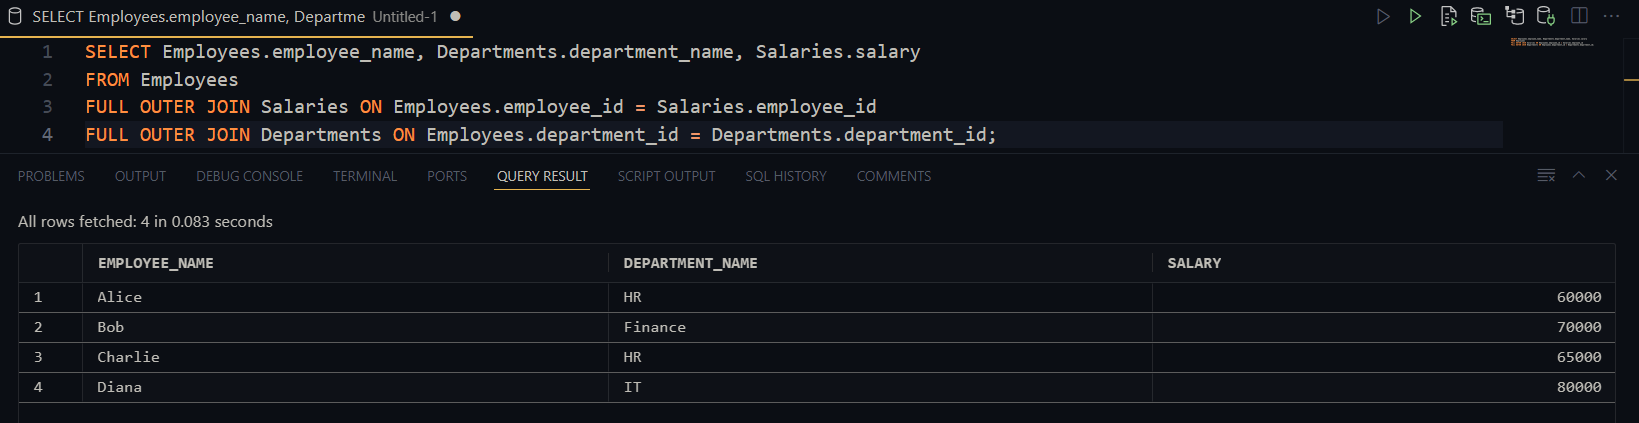 SELECT Employees.employee_name, Departme Untitled-1
1 SELECT Employees.employee_name, Departments.department_name, Salaries.salary
2 FROM Employees
3 FULL OUTER JOIN Salaries ON Employees.employee_id = Salaries.employee_id
4 FULL OUTER JOIN Departments ON Employees.department_id = Departments.department_id;
PROBLEMS OUTPUT DEBUG CONSOLE TERMINAL PORTS QUERY RESULT SCRIPT OUTPUT SQL HISTORY COMMENTS
All rows fetched: 4 in 0.083 seconds
EMPLOYEE_NAME DEPARTMENT_NAME SALARY
1 Alice HR 60000
2 Bob Finance 70000
3 Charlie HR 65000
4 Diana IT 80000